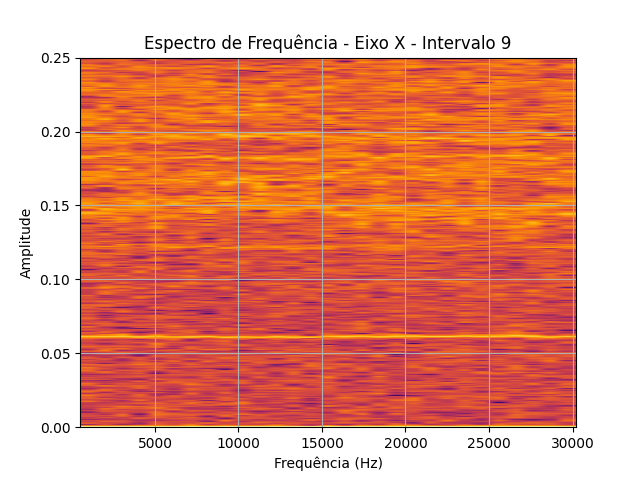 Espectro de Frequência - Eixo X - Intervalo 9
0.25
0.20
0.15
0.10
0.05
0.00
Amplitude
5000 10000 15000 20000 25000 30000
Frequência (Hz)